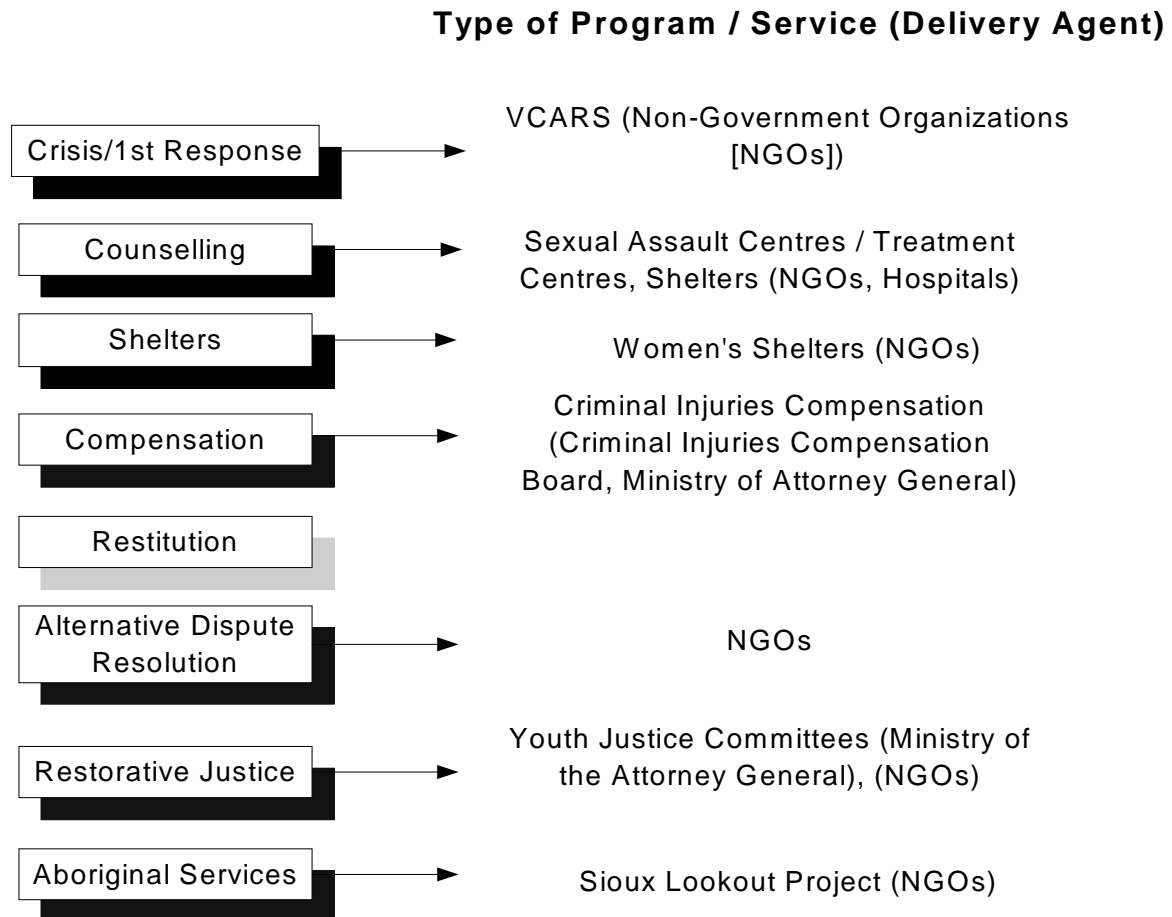 Type of Program / Service (Delivery Agent)
Crisis/1st Response
VCARS (Non-Government Organizations
[NGOs])
Counselling
Sexual Assault Centres / Treatment
Centres, Shelters (NGOs, Hospitals)
Shelters
Women's Shelters (NGOs)
Compensation
Criminal Injuries Compensation
(Criminal Injuries Compensation
Board, Ministry of Attorney General)
Restitution
Alternative Dispute
Resolution
NGOs
Restorative Justice
Youth Justice Committees (Ministry of
the Attorney General), (NGOs)
Aboriginal Services
Sioux Lookout Project (NGOs)